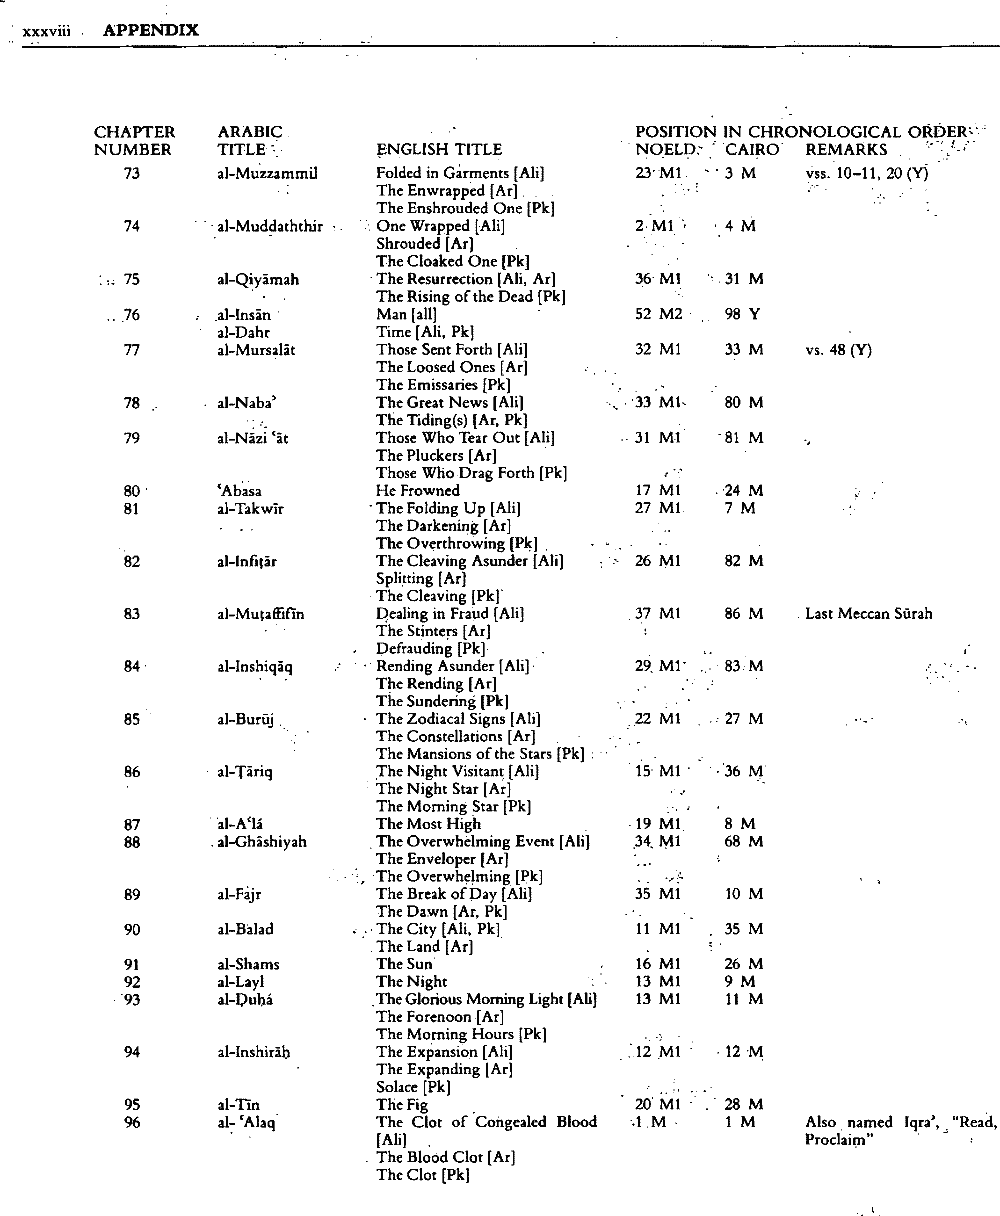 xxxviii APPENDIX
CHAPTER ARABIC POSITION IN CHRONOLOGICAL ORDER
NUMBER TITLE ENGLISH TITLE NOELD. CAIRO REMARKS
73 al-Muzzammil Folded in Garments [Ali] 23 M1 3 M vss. 10–11, 20 (Y)
The Enwrapped [Ar]
The Enshrouded One [Pk]
74 al-Muddaththir One Wrapped [Ali] 2 M1 4 M
Shrouded [Ar]
The Cloaked One [Pk]
75 al-Qiyāmah The Resurrection [Ali, Ar] 36 M1 31 M
The Rising of the Dead [Pk]
76 al-Insān Man [all] 52 M2 98 Y
al-Dahr Time [Ali, Pk]
77 al-Mursalāt Those Sent Forth [Ali] 32 M1 33 M vs. 48 (Y)
The Loosed Ones [Ar]
The Emissaries [Pk]
78 al-Nabaʾ The Great News [Ali] 33 M1 80 M
The Tiding(s) [Ar, Pk]
79 al-Nāzi ʿāt Those Who Tear Out [Ali] 31 M1 81 M
The Pluckers [Ar]
Those Who Drag Forth [Pk]
80 ʿAbasa He Frowned 17 M1 24 M
81 al-Takwīr The Folding Up [Ali] 27 M1 7 M
The Darkening [Ar]
The Overthrowing [Pk]
82 al-Infiṭār The Cleaving Asunder [Ali] 26 M1 82 M
Splitting [Ar]
The Cleaving [Pk]
83 al-Muṭaffifīn Dealing in Fraud [Ali] 37 M1 86 M Last Meccan Sūrah
The Stinters [Ar]
Defrauding [Pk]
84 al-Inshiqāq Rending Asunder [Ali] 29 M1 83 M
The Rending [Ar]
The Sundering [Pk]
85 al-Burūj The Zodiacal Signs [Ali] 22 M1 27 M
The Constellations [Ar]
The Mansions of the Stars [Pk]
86 al-Ṭāriq The Night Visitant [Ali] 15 M1 36 M
The Night Star [Ar]
The Morning Star [Pk]
87 al-Aʿlá The Most High 19 M1 8 M
88 al-Ghāshiyah The Overwhelming Event [Ali] 34 M1 68 M
The Enveloper [Ar]
The Overwhelming [Pk]
89 al-Fajr The Break of Day [Ali] 35 M1 10 M
The Dawn [Ar, Pk]
90 al-Balad The City [Ali, Pk] 11 M1 35 M
The Land [Ar]
91 al-Shams The Sun 16 M1 26 M
92 al-Layl The Night 13 M1 9 M
93 al-Ḍuḥá The Glorious Morning Light [Ali] 13 M1 11 M
The Forenoon [Ar]
The Morning Hours [Pk]
94 al-Inshirāḥ The Expansion [Ali] 12 M1 12 M
The Expanding [Ar]
Solace [Pk]
95 al-Tīn The Fig 20 M1 28 M
96 al- ʿAlaq The Clot of Congealed Blood 1 M 1 M Also named Iqraʾ, "Read,
[Ali] Proclaim"
The Blood Clot [Ar]
The Clot [Pk]